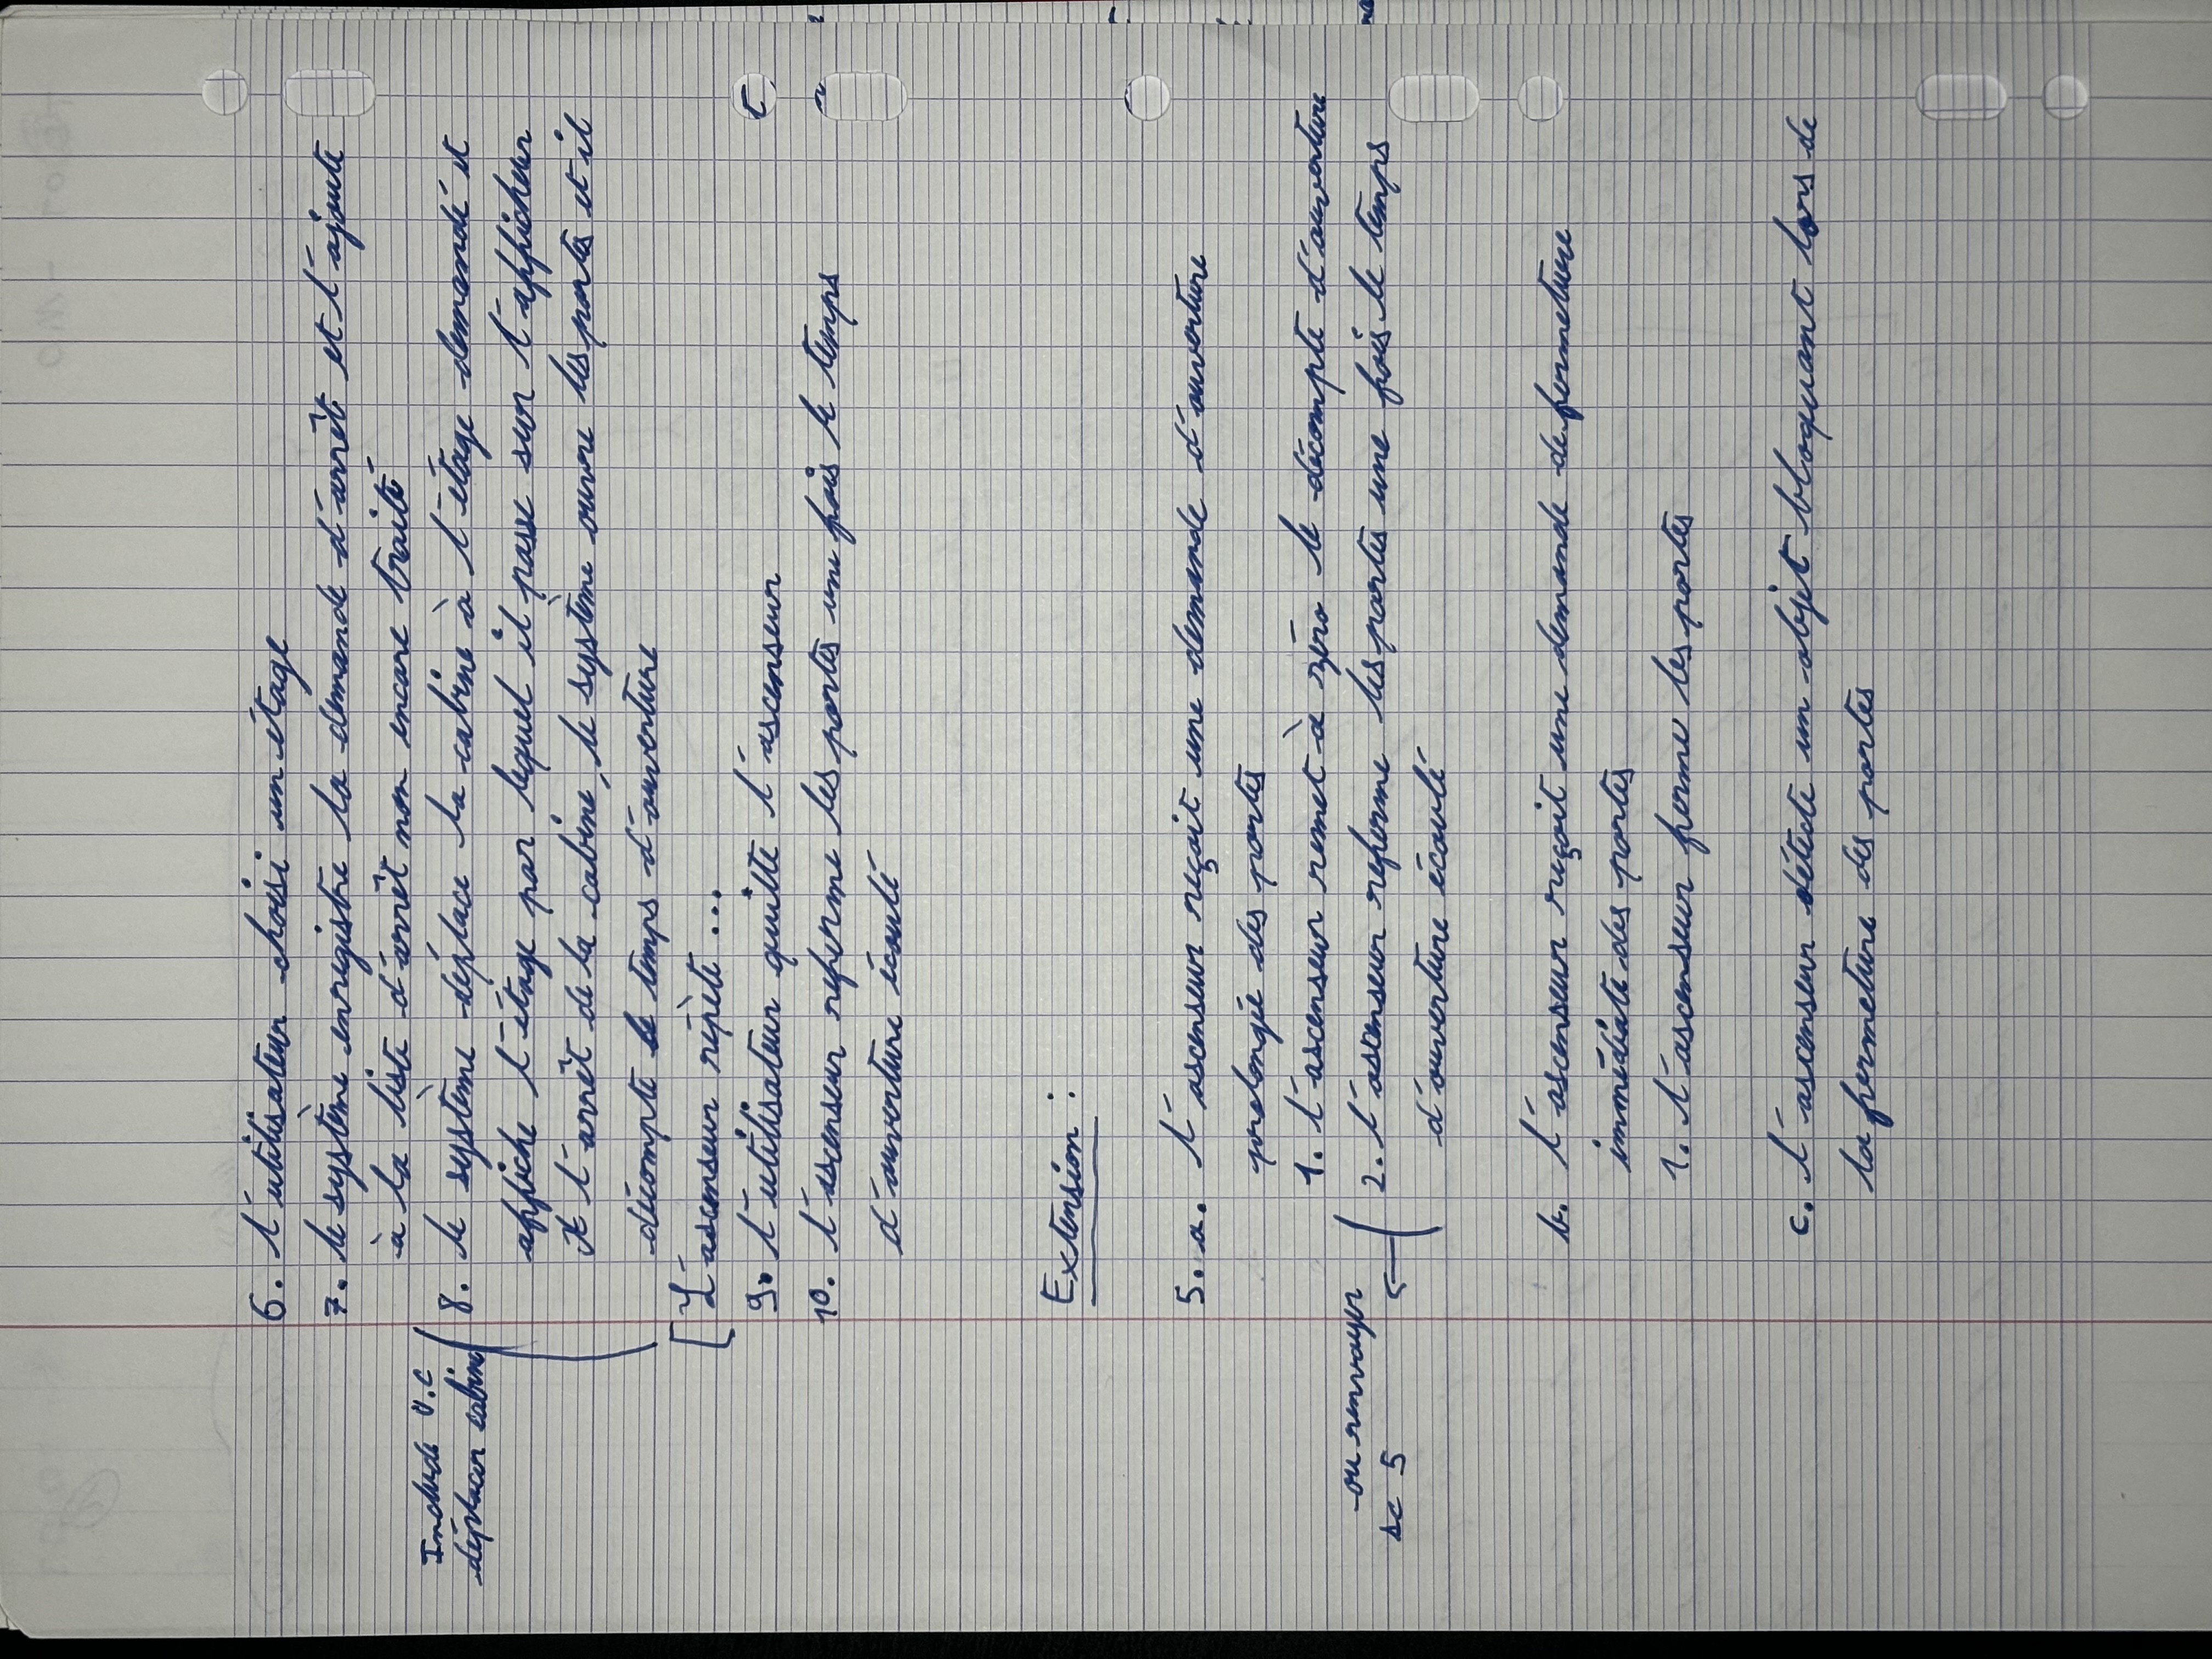 6. l'utilisateur choisi un étage
7. le système enregistre la demande d'arrêt et l'ajoute
à la liste d'arrêt non encore traité
Include U.C
déplacer cabine
8. le système déplace la cabine à l'étage demandé et
affiche l'étage par lequel il passe sur l'afficheur
A l'arrêt de la cabine, le système ouvre les portes et il
décompte le temps d'ouverture
[L'ascenseur répète ...
9. l'utilisateur quitte l'ascenseur
10. l'ascenseur referme les portes une fois le temps
d'ouverture écoulé
Extension :
5. a. l'ascenseur reçoit une demande d'ouverture
prolongée des portes
1. l'ascenseur remet à zéro le décompte d'ouverture
ou renvoyer
sc 5
2. l'ascenseur referme les portes une fois le temps
d'ouverture écoulé
b. l'ascenseur reçoit une demande de fermeture
immédiate des portes
1. l'ascenseur ferme les portes
c. l'ascenseur détecte un objet bloquant lors de
la fermeture des portes